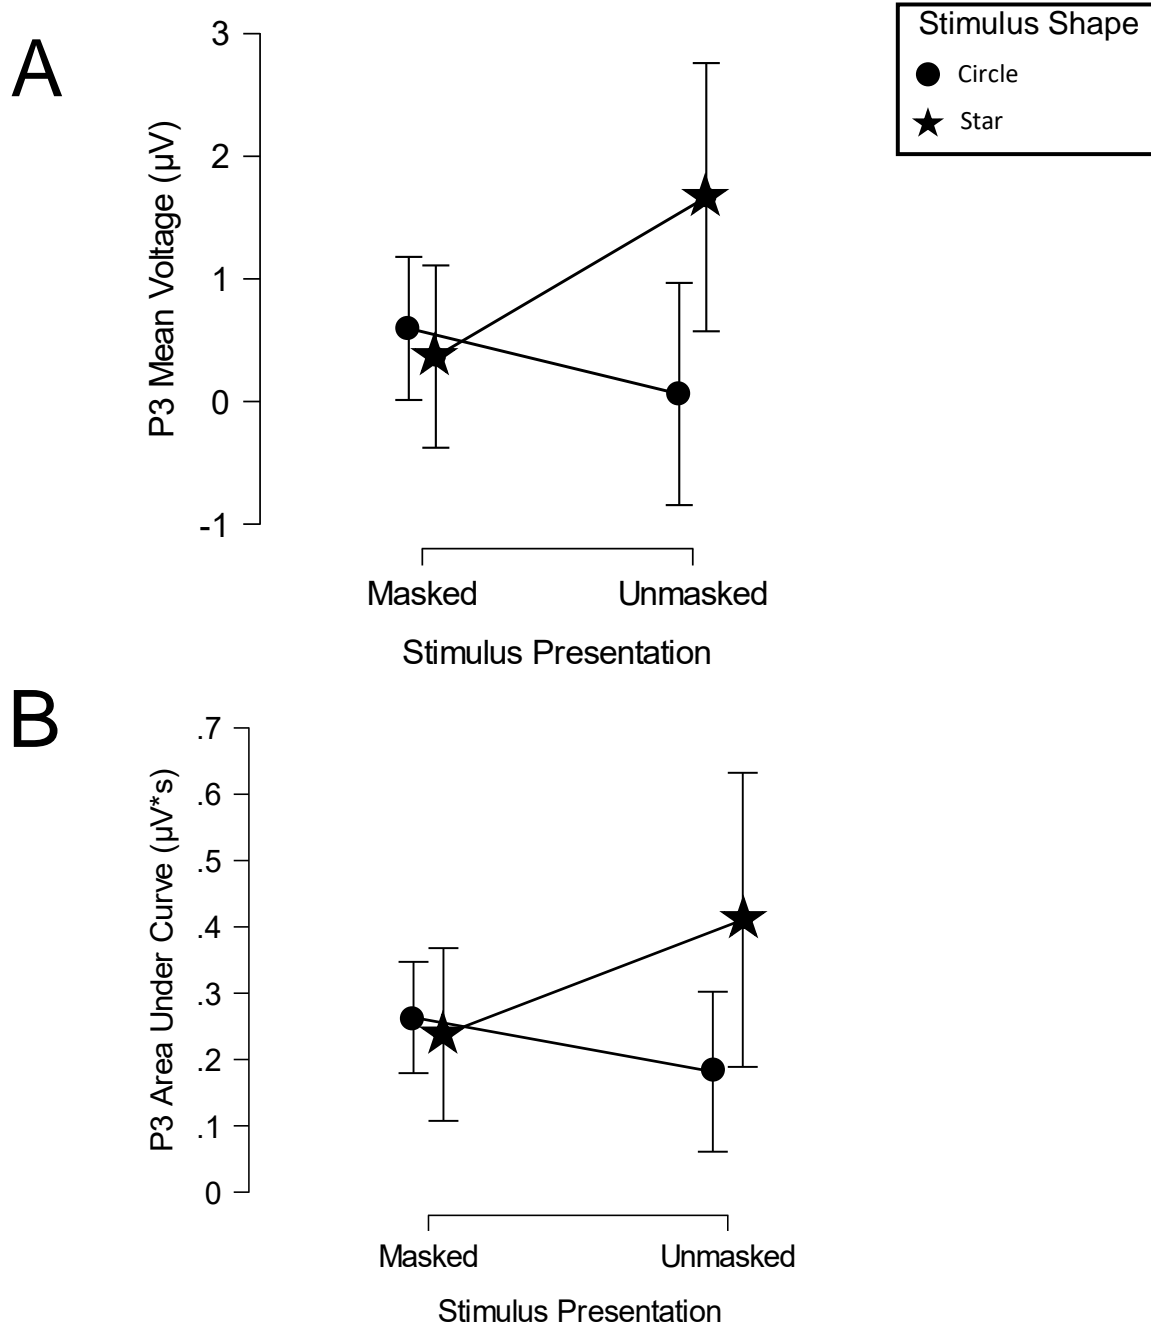 A
Stimulus Shape
Circle
Star
P3 Mean Voltage (µV)
3
2
1
0
-1
Masked Unmasked
Stimulus Presentation
B
P3 Area Under Curve (µV*s)
.7
.6
.5
.4
.3
.2
.1
0
Masked Unmasked
Stimulus Presentation